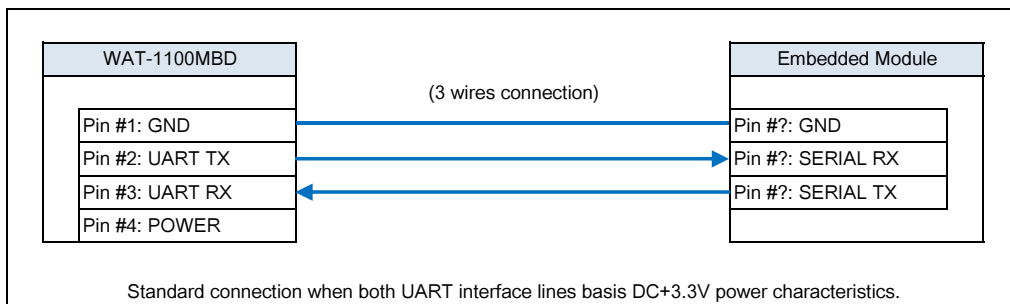 WAT-1100MBD
Embedded Module
(3 wires connection)
Pin #1: GND
Pin #?: GND
Pin #2: UART TX
Pin #?: SERIAL RX
Pin #3: UART RX
Pin #?: SERIAL TX
Pin #4: POWER
Standard connection when both UART interface lines basis DC+3.3V power characteristics.